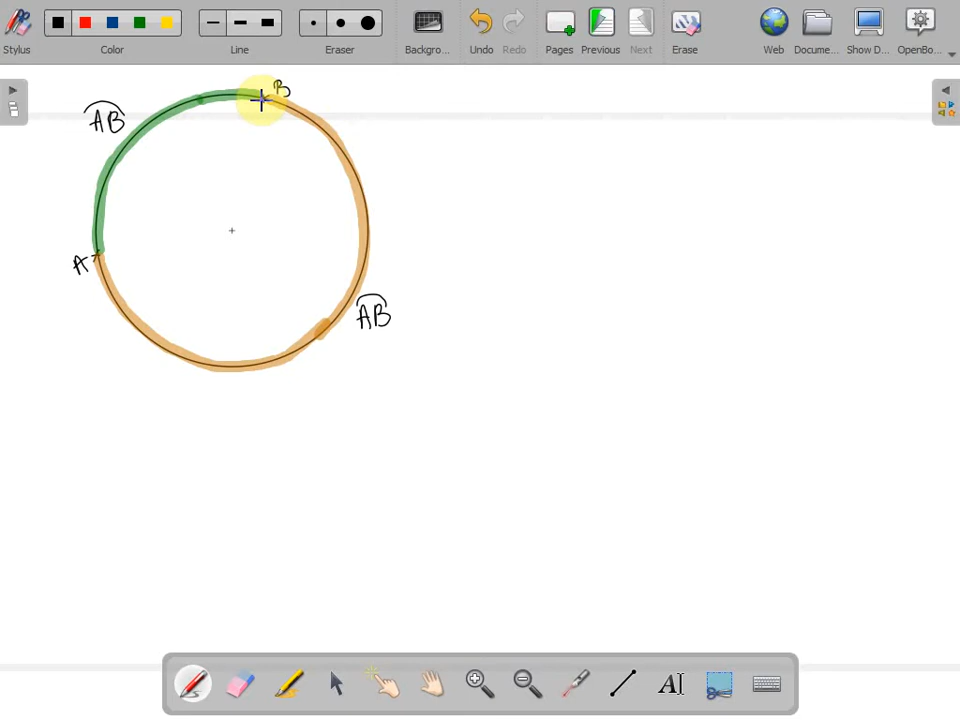 Stylus
Color
Line
Eraser
Backgro...
Undo
Redo
Pages
Previous
Next
Erase
Web
Docume...
Show D...
OpenBo...
B
AB
A
AB
A